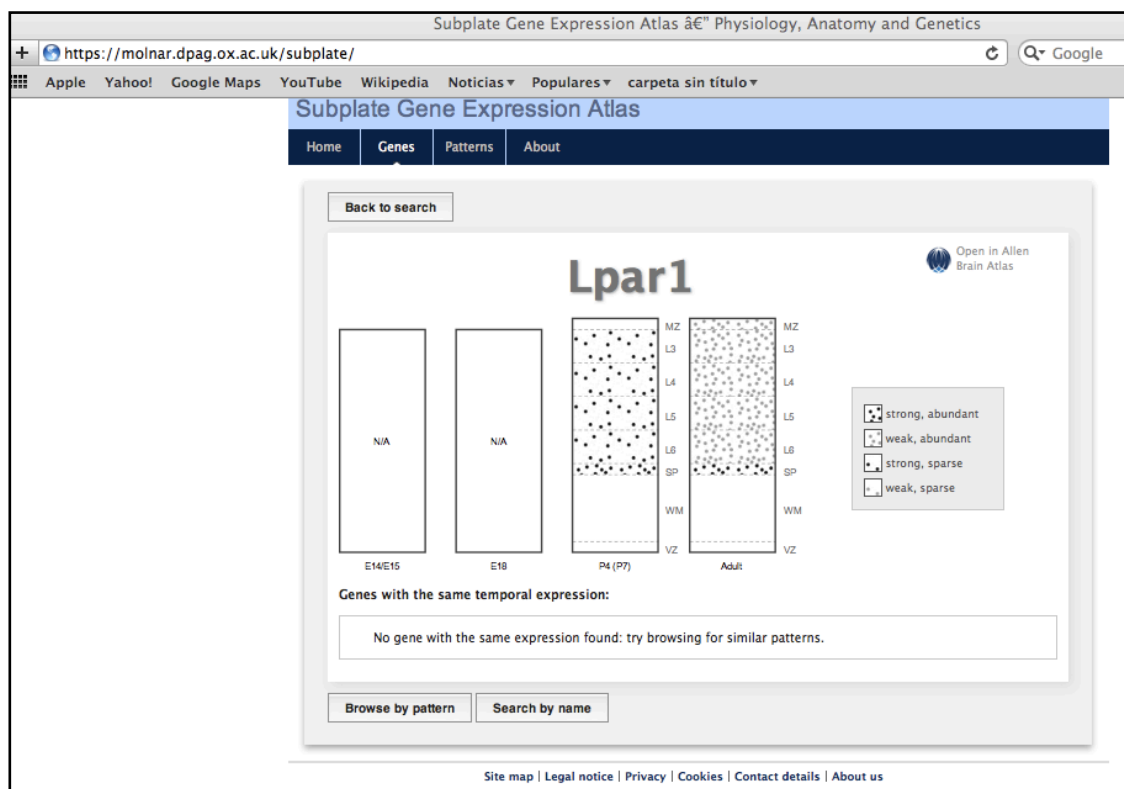 Subplate Gene Expression Atlas â€” Physiology, Anatomy and Genetics
+ https://molnar.dpag.ox.ac.uk/subplate/ Google
Apple Yahoo! Google Maps YouTube Wikipedia Noticias Populares carpeta sin título
Subplate Gene Expression Atlas
Home Genes Patterns About
Back to search
Open in Allen
Brain Atlas
Lpar1
MZ MZ
L3 L3
L4 L4
L5 L5
N/A N/A
L6 L6
SP SP
WM WM
VZ VZ
E14/E15 E18 P4 (P7) Adult
strong, abundant
weak, abundant
strong, sparse
weak, sparse
Genes with the same temporal expression:
No gene with the same expression found: try browsing for similar patterns.
Browse by pattern Search by name
Site map | Legal notice | Privacy | Cookies | Contact details | About us